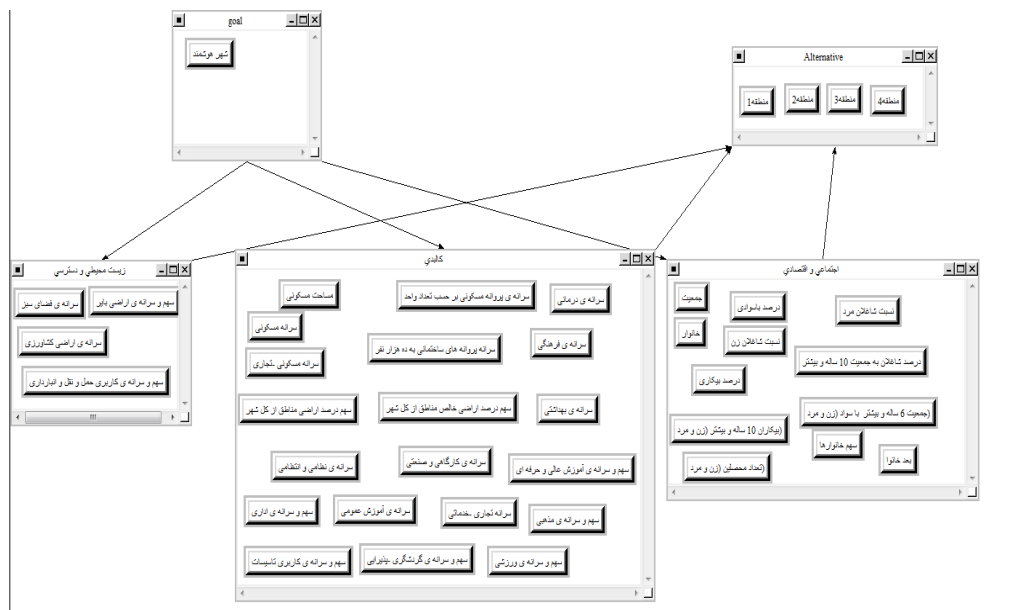 goal
شهر هوشمند
Alternative
منطقه1
منطقه2
منطقه3
منطقه4
زيست محيطي و دسترسي
سرانه ی فضای سبز
سهم و سرانه ی اراضی بایر
سرانه ی اراضی کشاورزی
سهم و سرانه ی کاربری حمل و نقل و انبارداری
كالبدي
مساحت مسکونی
سرانه ی پروانه مسکونی بر حسب تعداد واحد
سرانه ی درمانی
سرانه مسکونی
سرانه پروانه های ساختمانی به ده هزار نفر
سرانه ی فرهنگی
سرانه مسکونی ـتجاری
سهم درصد اراضی مناطق از کل شهر
سهم درصد اراضی خالص مناطق از کل شهر
سرانه ی بهداشتی
سرانه ی نظامی و انتظامی
سرانه ی کارگاهی و صنعتی
سهم و سرانه ی آموزش عالی و حرفه ای
سهم و سرانه ی اداری
سرانه ی آموزش عمومی
سرانه تجاری ـخدماتی
سهم و سرانه ی مذهبی
سهم و سرانه ی کاربری تاسیسات
سهم و سرانه ی گردشگری ـپذیرایی
سهم و سرانه ی ورزشی
اجتماعي و اقتصادي
جمعیت
درصد باسوادی
نسبت شاغلان مرد
خانوار
نسبت شاغلان زن
درصد شاغلان به جمعیت 10 ساله و بیشتر
درصد بیکاری
(جمعیت 6 ساله و بیشتر با سواد (زن و مرد
(بیکاران 10 ساله و بیشتر (زن و مرد
سهم خانوارها
بعد خانوا
(تعداد محصلین (زن و مرد